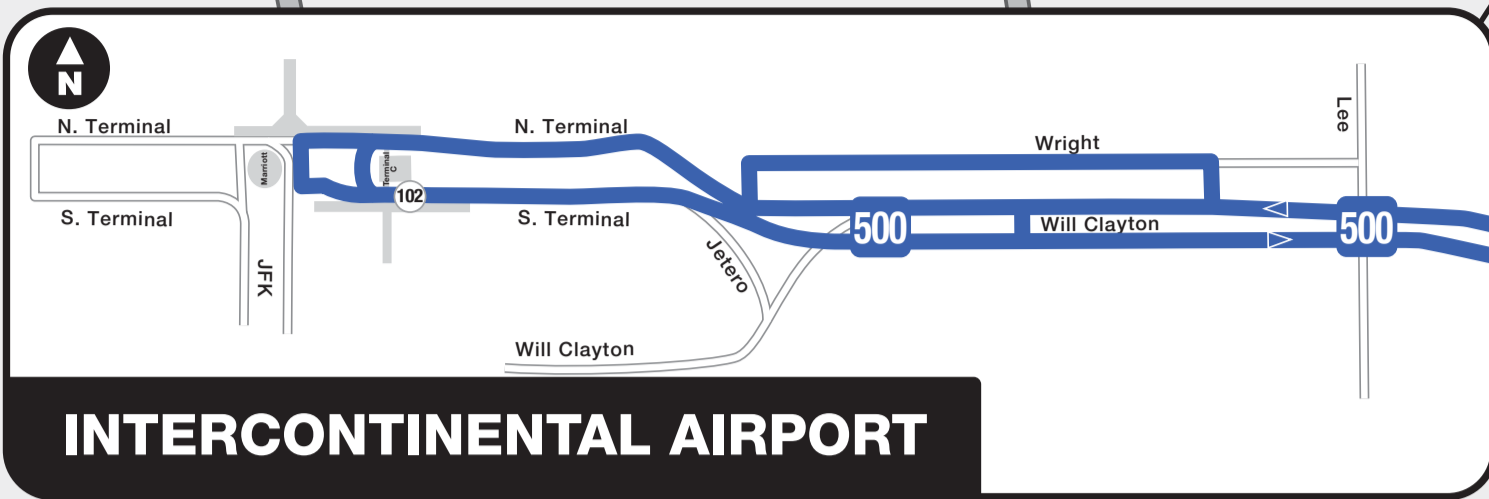 N
N. Terminal
N. Terminal
Wright
Lee
Marriott
Terminal
C
102
S. Terminal
S. Terminal
500
Will Clayton
500
Jetero
JFK
Will Clayton
INTERCONTINENTAL AIRPORT